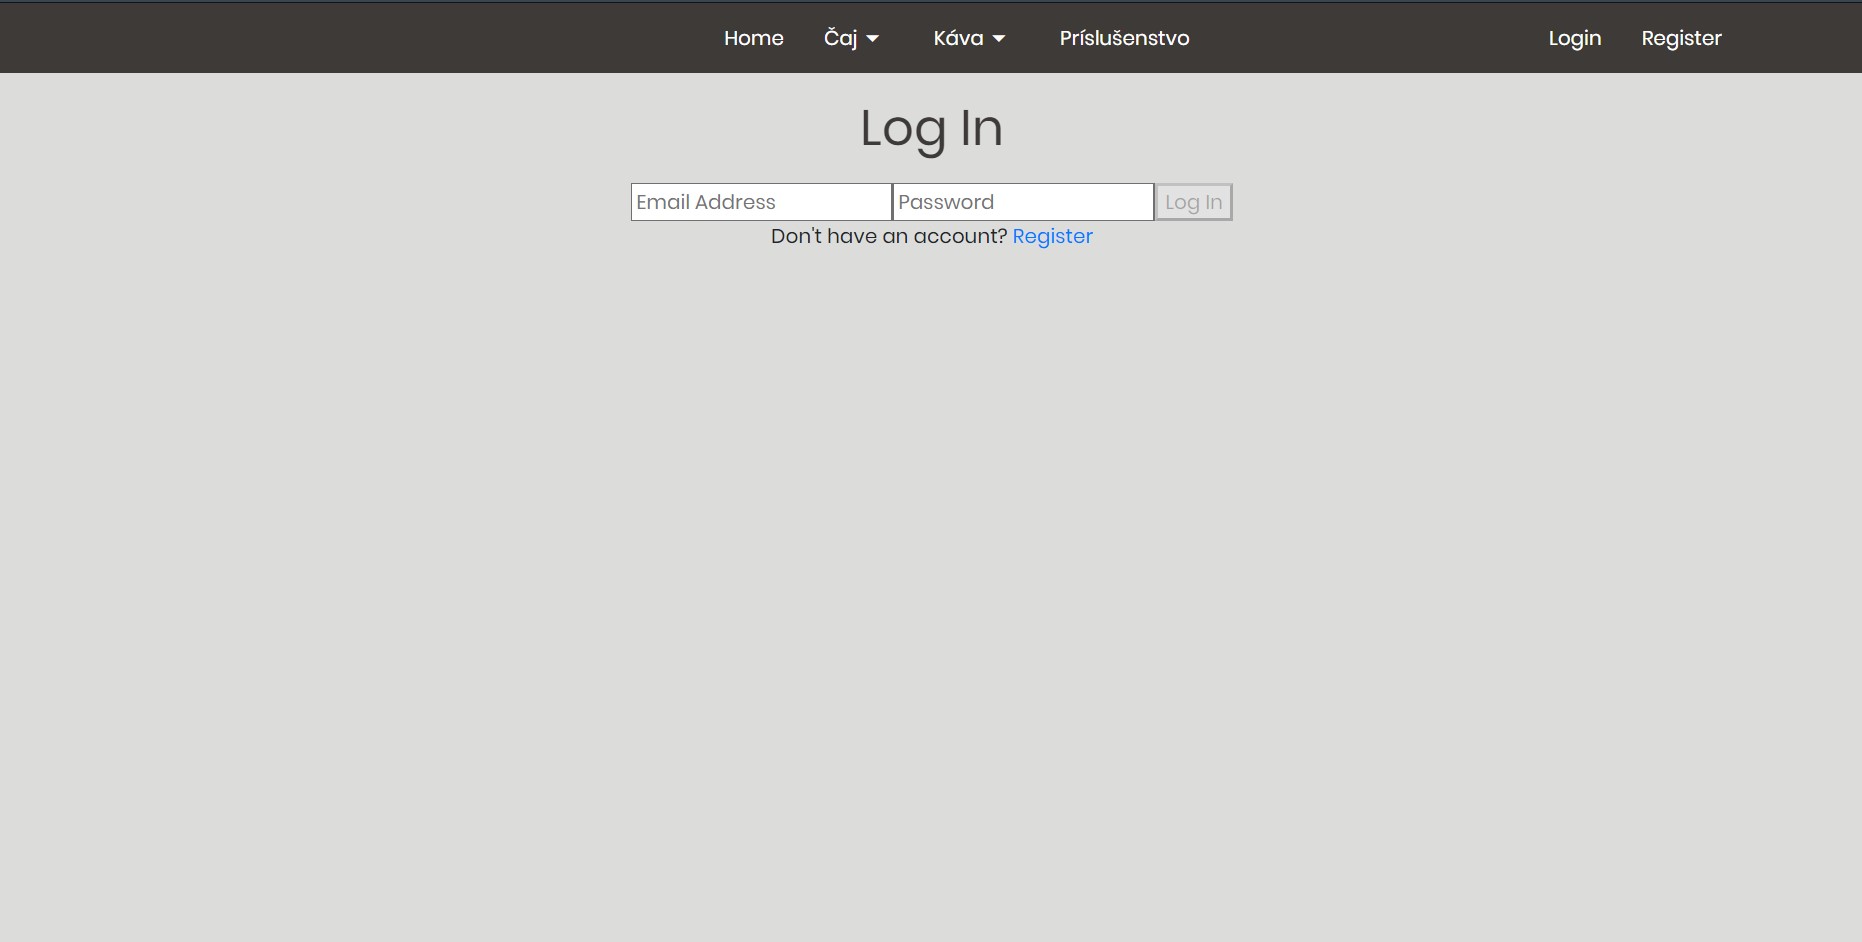 Home Čaj Káva Príslušenstvo Login Register
Log In
Email Address Password Log In
Don't have an account? Register